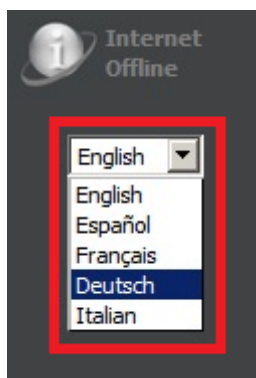 Internet
Offline
English
English
Español
Français
Deutsch
Italian